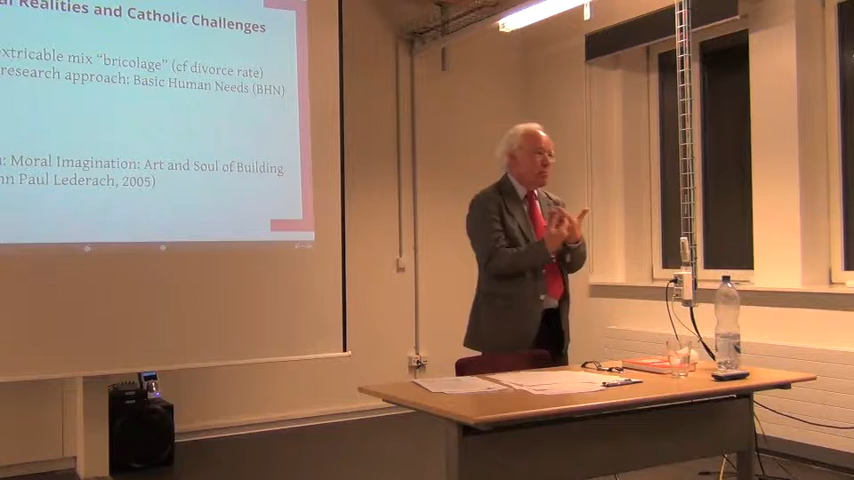 Realities and Catholic Challenges
extricable mix "bricolage" (cf divorce rate)
research approach; Basic Human Needs (BHN)
: Moral Imagination: Art and Soul of Building
nn Paul Lederach, 2005)